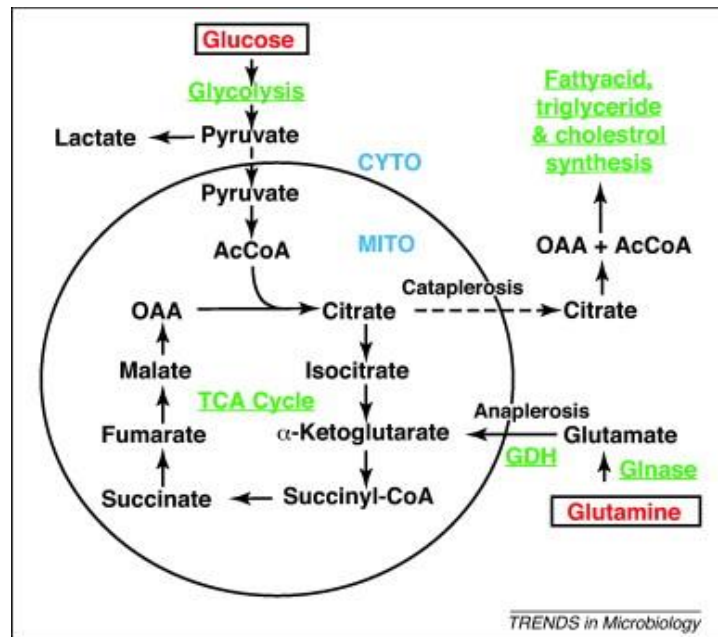 Glucose
Glycolysis
Lactate
Pyruvate
CYTO
Pyruvate
MITO
AcCoA
Fattyacid,
triglyceride
& cholestrol
synthesis
OAA + AcCoA
Cataplerosis
OAA
Citrate
Citrate
Malate
Isocitrate
TCA Cycle
Anaplerosis
Fumarate
α-Ketoglutarate
Glutamate
GDH
Glnase
Succinate
Succinyl-CoA
Glutamine
TRENDS in Microbiology